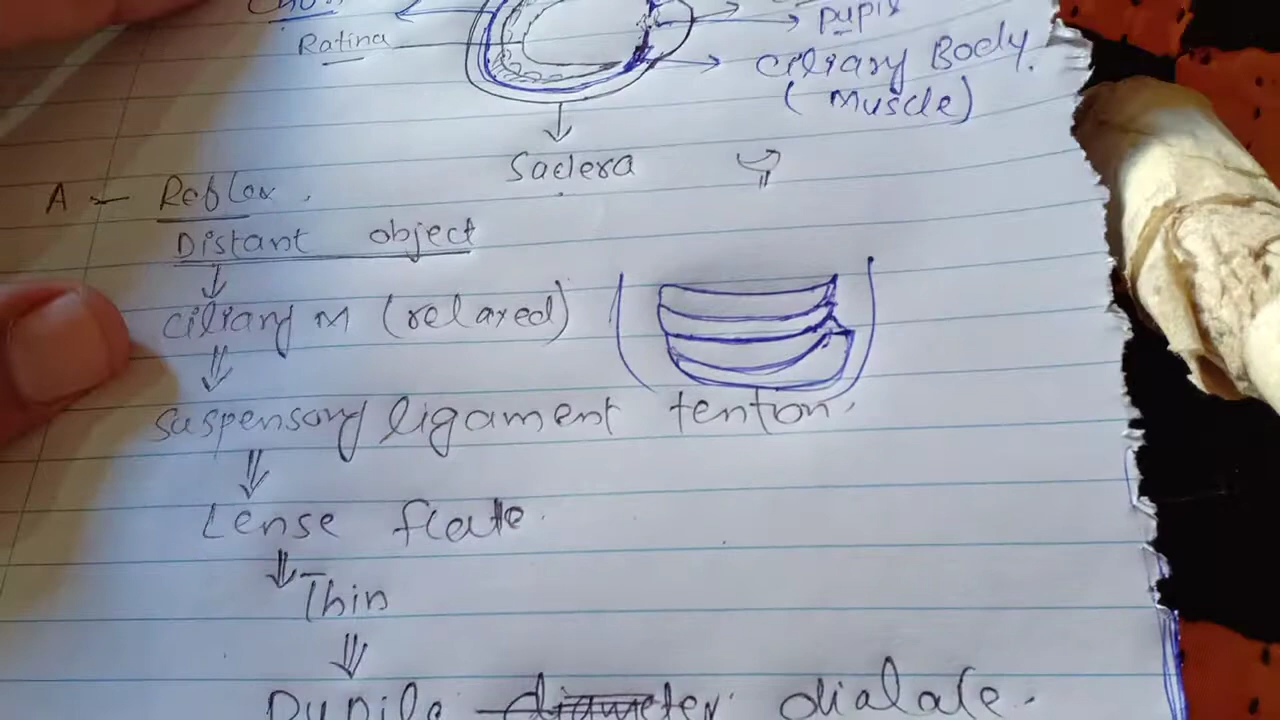 Ratina
pupil
ciliary Body.
(Muscle)
Saclera
A - Reflex.
Distant object
ciliary M (relaxed)
suspensory ligament tention.
Lense flate.
Thin
Pupile diameter dialate.